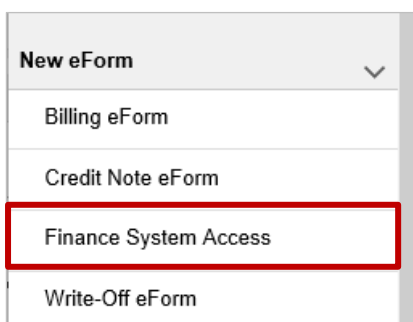 New eForm
Billing eForm
Credit Note eForm
Finance System Access
Write-Off eForm